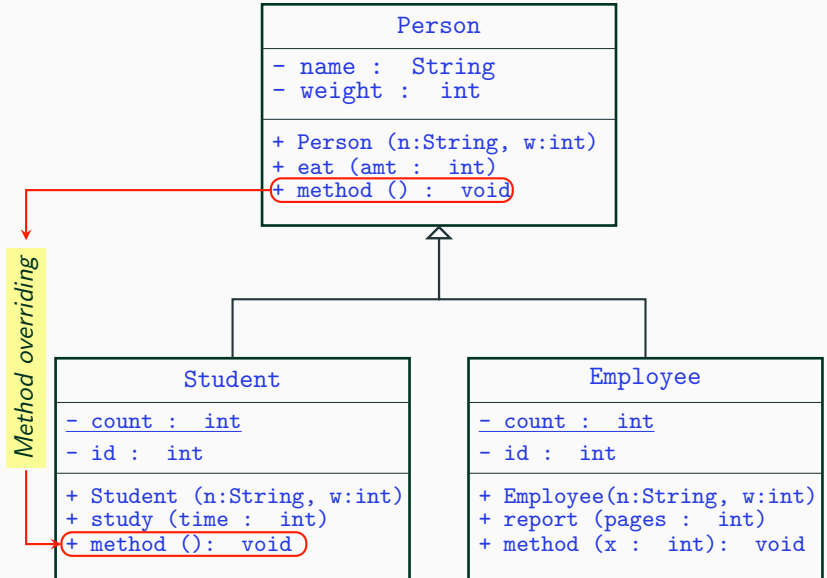 Person
- name : String
- weight : int
+ Person (n:String, w:int)
+ eat (amt : int)
+ method () : void
Method overriding
Student
- count : int
- id : int
+ Student (n:String, w:int)
+ study (time : int)
+ method (): void
Employee
- count : int
- id : int
+ Employee(n:String, w:int)
+ report (pages : int)
+ method (x : int): void